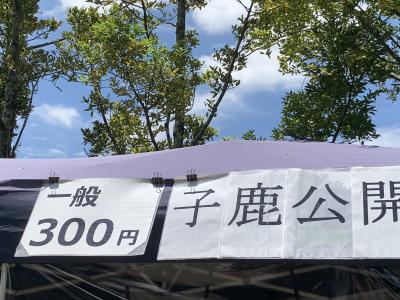 一般
300円
子鹿公開